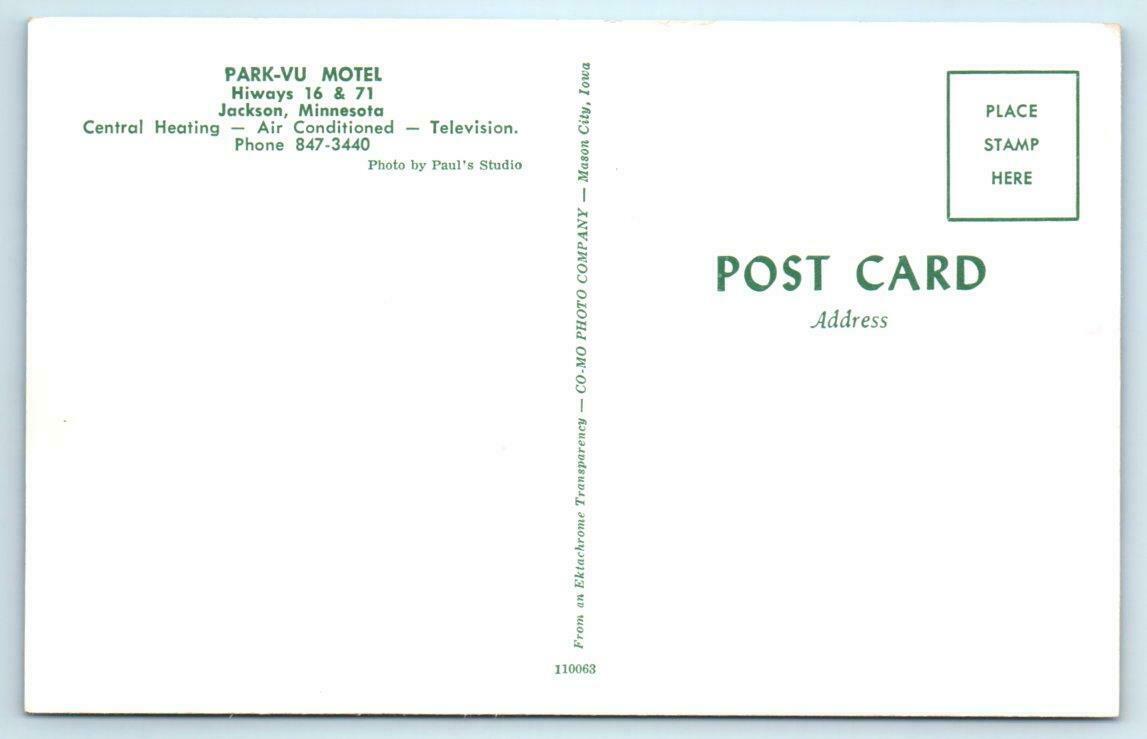 PARK-VU MOTEL
Hiways 16 & 71
Jackson, Minnesota
Central Heating — Air Conditioned — Television.
Phone 847-3440
Photo by Paul's Studio
From an Ektachrome Transparency — CO-MO PHOTO COMPANY — Mason City, Iowa
110063
PLACE
STAMP
HERE
POST CARD
Address